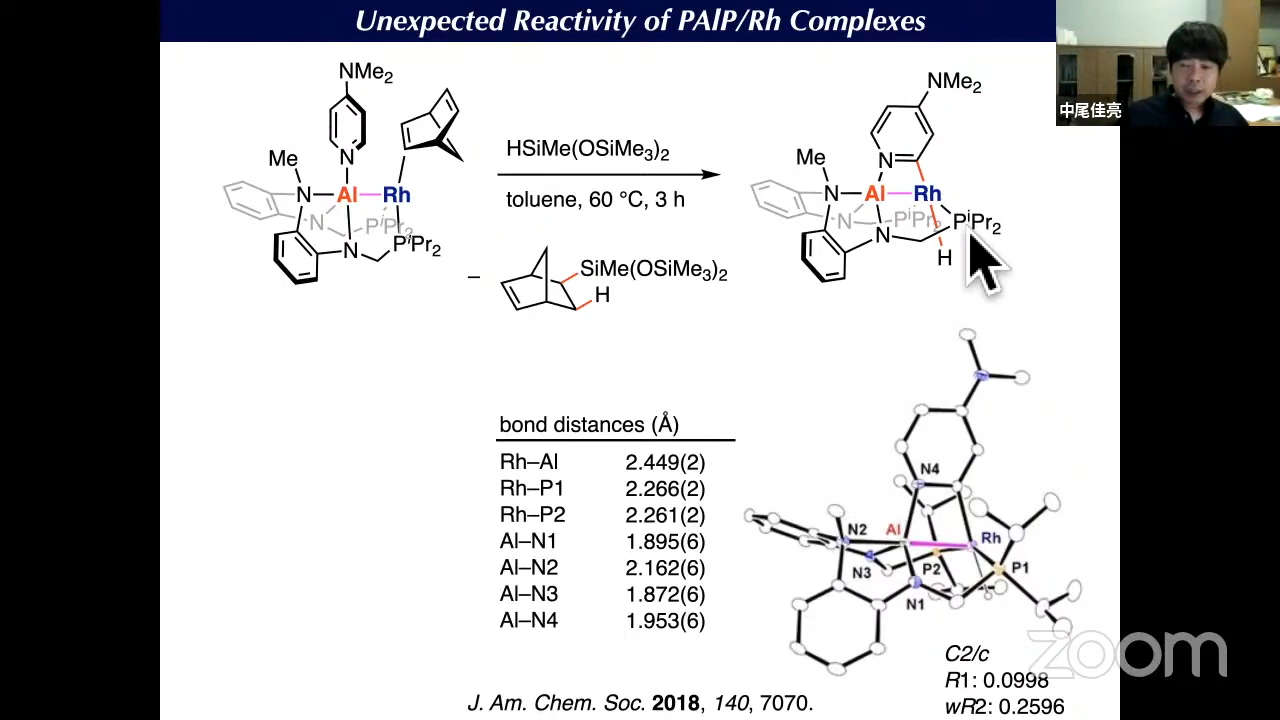 Unexpected Reactivity of PAlP/Rh Complexes
中尾佳亮
NMe2
N
Me
N
Al
Rh
N
PiPr2
N
PiPr2
HSiMe(OSiMe3)2
toluene, 60 °C, 3 h
–
SiMe(OSiMe3)2
H
NMe2
N
Me
N
Al
Rh
N
PiPr2
N
PiPr2
H
bond distances (Å)
Rh–Al 2.449(2)
Rh–P1 2.266(2)
Rh–P2 2.261(2)
Al–N1 1.895(6)
Al–N2 2.162(6)
Al–N3 1.872(6)
Al–N4 1.953(6)
N4
N2
Al
Rh
N3
P2
P1
N1
C2/c
R1: 0.0998
wR2: 0.2596
J. Am. Chem. Soc. 2018, 140, 7070.
zoom